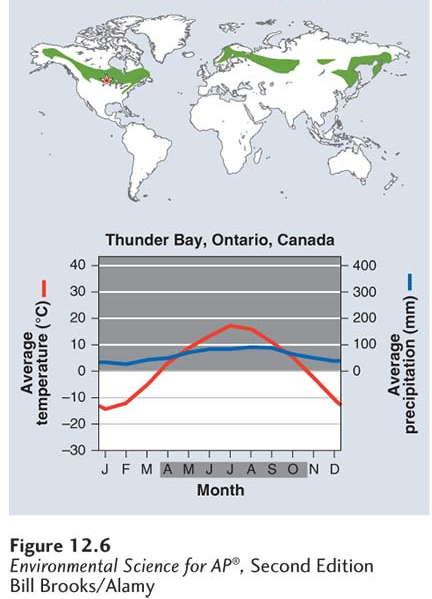 Thunder Bay, Ontario, Canada
Average temperature (°C)
40
30
20
10
0
−10
−20
−30
400
300
200
100
0
Average precipitation (mm)
J F M A M J J A S O N D
Month
Figure 12.6
Environmental Science for AP®, Second Edition
Bill Brooks/Alamy